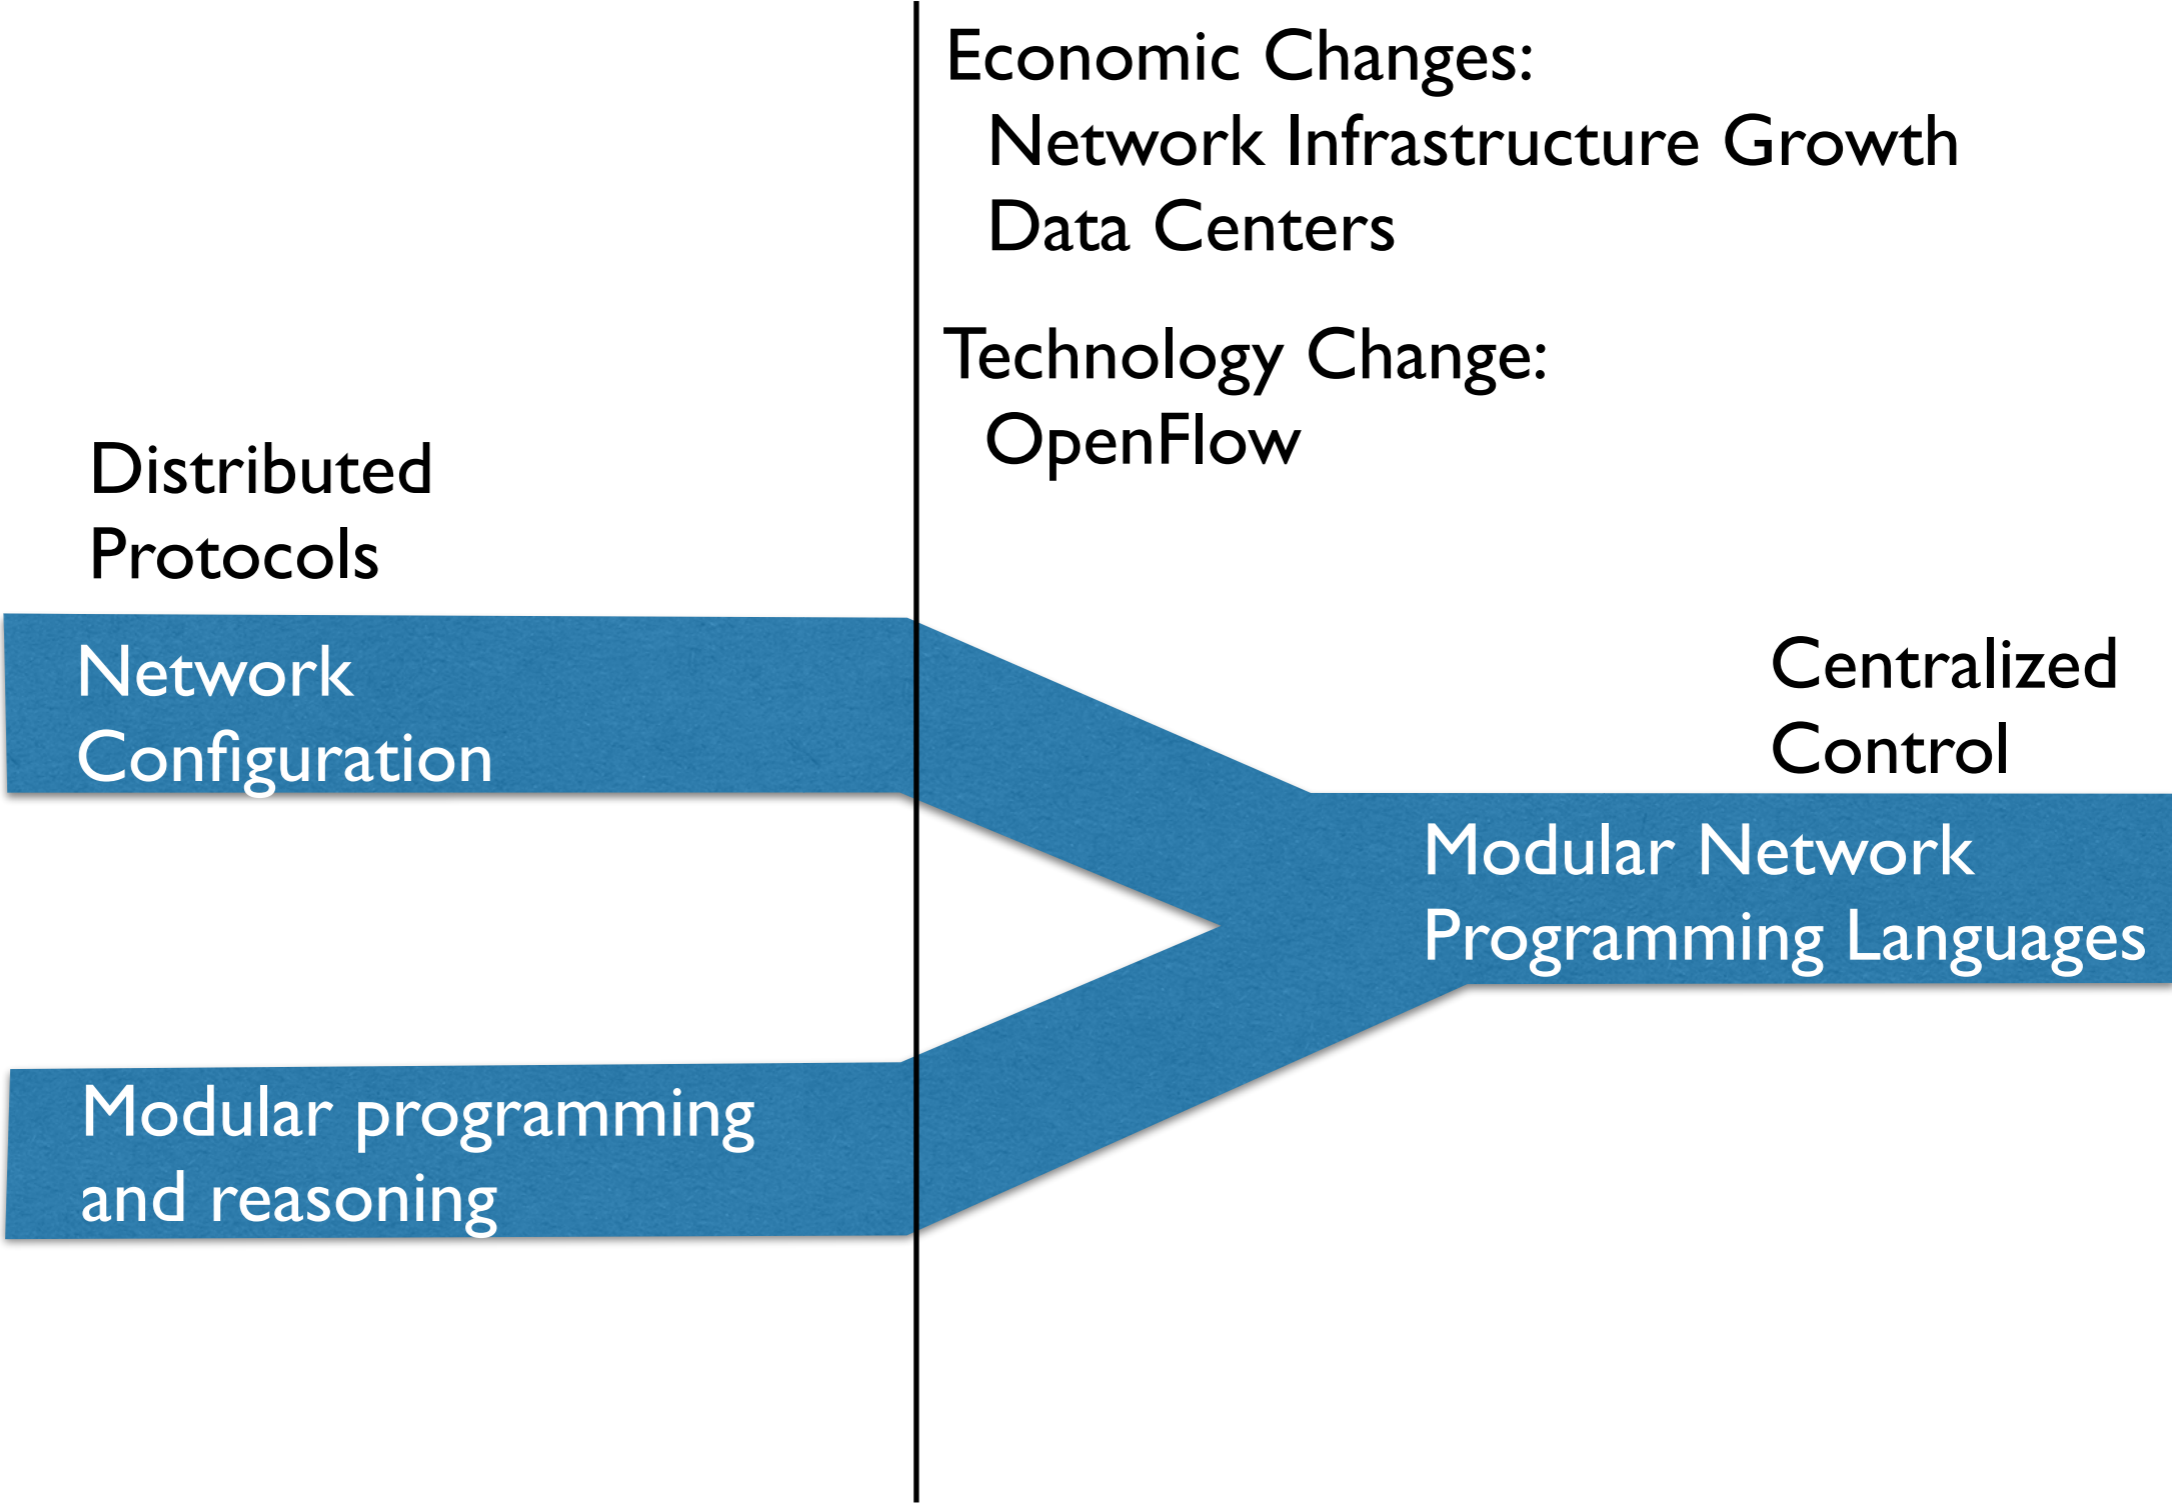 Economic Changes:
Network Infrastructure Growth
Data Centers
Technology Change:
OpenFlow
Distributed
Protocols
Network
Configuration
Centralized
Control
Modular Network
Programming Languages
Modular programming
and reasoning